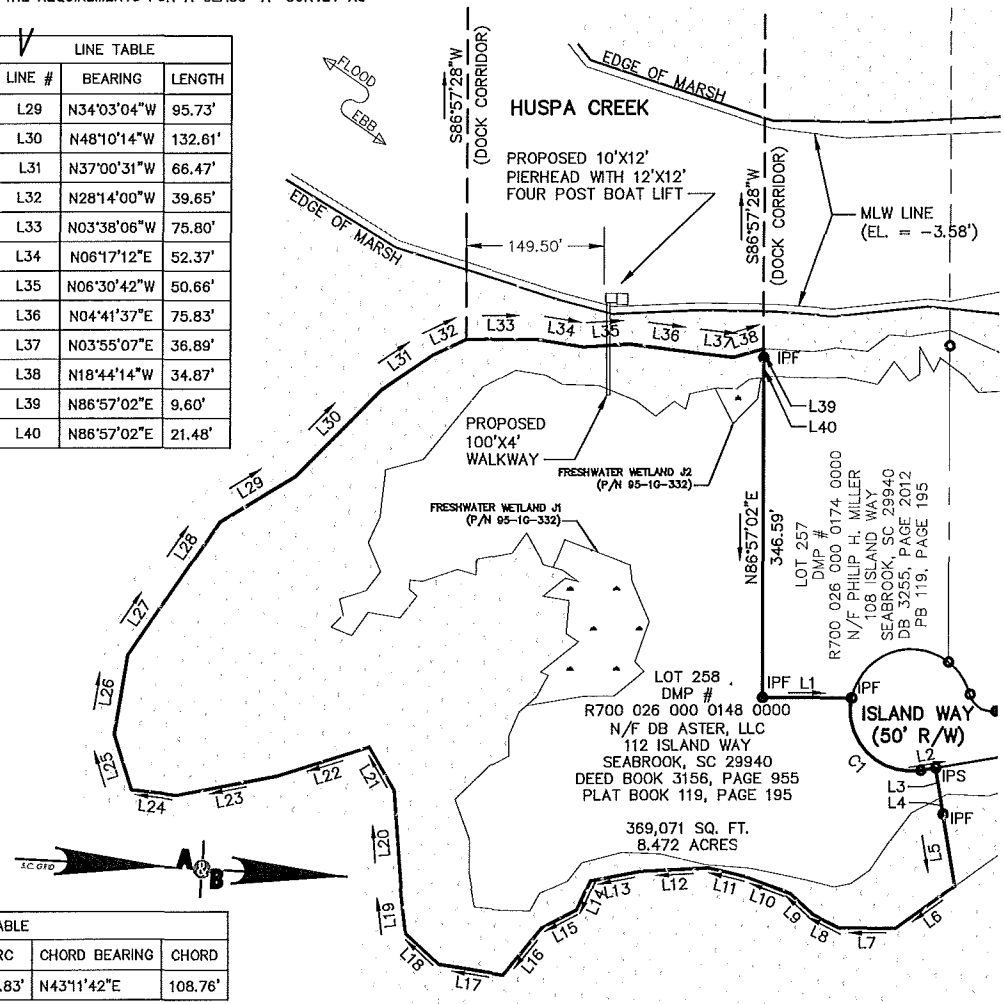 THE REQUIREMENTS FOR A CLASS "A" SURVEY AS
LINE TABLE
LINE # BEARING LENGTH
L29 N34°03'04"W 95.73'
L30 N48°10'14"W 132.61'
L31 N37°00'31"W 66.47'
L32 N28°14'00"W 39.65'
L33 N03°38'06"W 75.80'
L34 N06°17'12"E 52.37'
L35 N06°30'42"W 50.66'
L36 N04°41'37"E 75.83'
L37 N03°55'07"E 36.89'
L38 N18°44'14"W 34.87'
L39 N86°57'02"E 9.60'
L40 N86°57'02"E 21.48'
FLOOD
EBB
S86°57'28"W
(DOCK CORRIDOR)
HUSPA CREEK
EDGE OF MARSH
PROPOSED 10'X12'
PIERHEAD WITH 12'X12'
FOUR POST BOAT LIFT
S86°57'28"W
(DOCK CORRIDOR)
MLW LINE
(EL. = -3.58')
EDGE OF MARSH
149.50'
L32
L33
L34
L35
L36
L37
L38
IPF
L39
L40
L31
L30
L29
L28
L27
L26
L25
L24
L23
L22
L21
L20
L19
L18
L17
L16
L15
L14
L13
L12
L11
L10
L9
L8
L7
L6
L5
PROPOSED
100'X4'
WALKWAY
FRESHWATER WETLAND J2
(P/N 95-1G-332)
FRESHWATER WETLAND J1
(P/N 95-1G-332)
N86°57'02"E
346.59'
LOT 257
DMP #
R700 026 000 0174 0000
N/F PHILIP H. MILLER
108 ISLAND WAY
SEABROOK, SC 29940
DB 3255, PAGE 2012
PB 119, PAGE 195
IPF
L1
IPF
ISLAND WAY
(50' R/W)
C1
L2
IPS
L3
L4
IPF
LOT 258
DMP #
R700 026 000 0148 0000
N/F DB ASTER, LLC
112 ISLAND WAY
SEABROOK, SC 29940
DEED BOOK 3156, PAGE 955
PLAT BOOK 119, PAGE 195
369,071 SQ. FT.
8.472 ACRES
S.C. GRID
A & B
ABLE
RC CHORD BEARING CHORD
.83' N43°11'42"E 108.76'